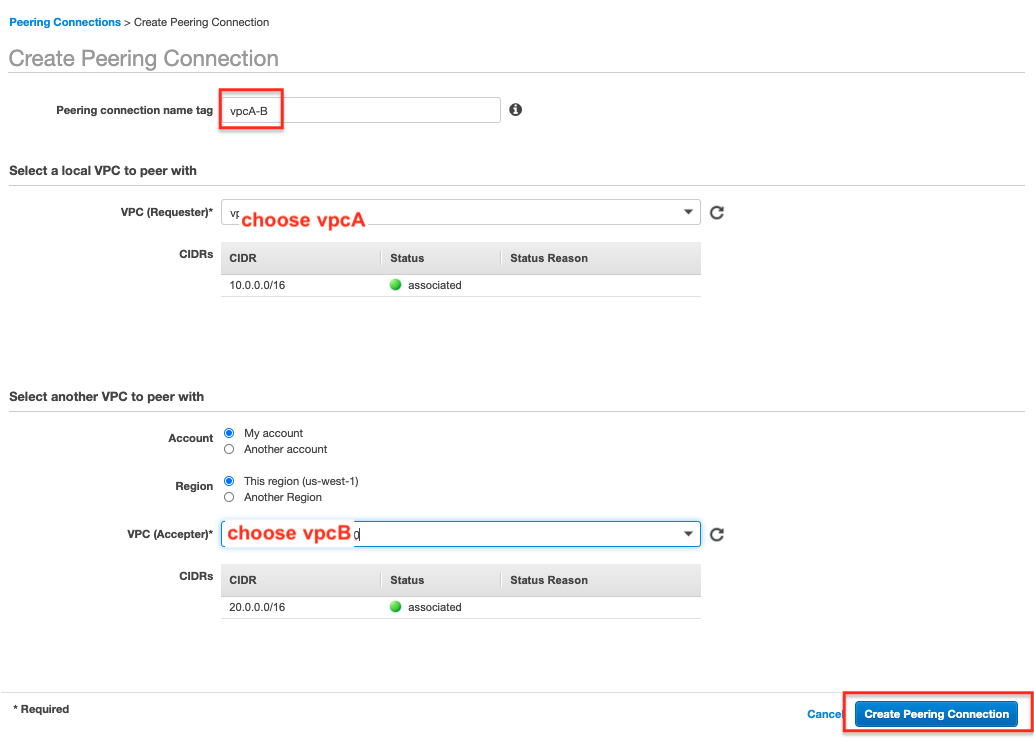 Peering Connections > Create Peering Connection
Create Peering Connection
Peering connection name tag vpcA-B
Select a local VPC to peer with
VPC (Requester)* vp choose vpcA
CIDRs CIDR Status Status Reason
10.0.0.0/16 associated
Select another VPC to peer with
Account My account
Another account
Region This region (us-west-1)
Another Region
VPC (Accepter)* choose vpcB
CIDRs CIDR Status Status Reason
20.0.0.0/16 associated
* Required Cancel Create Peering Connection